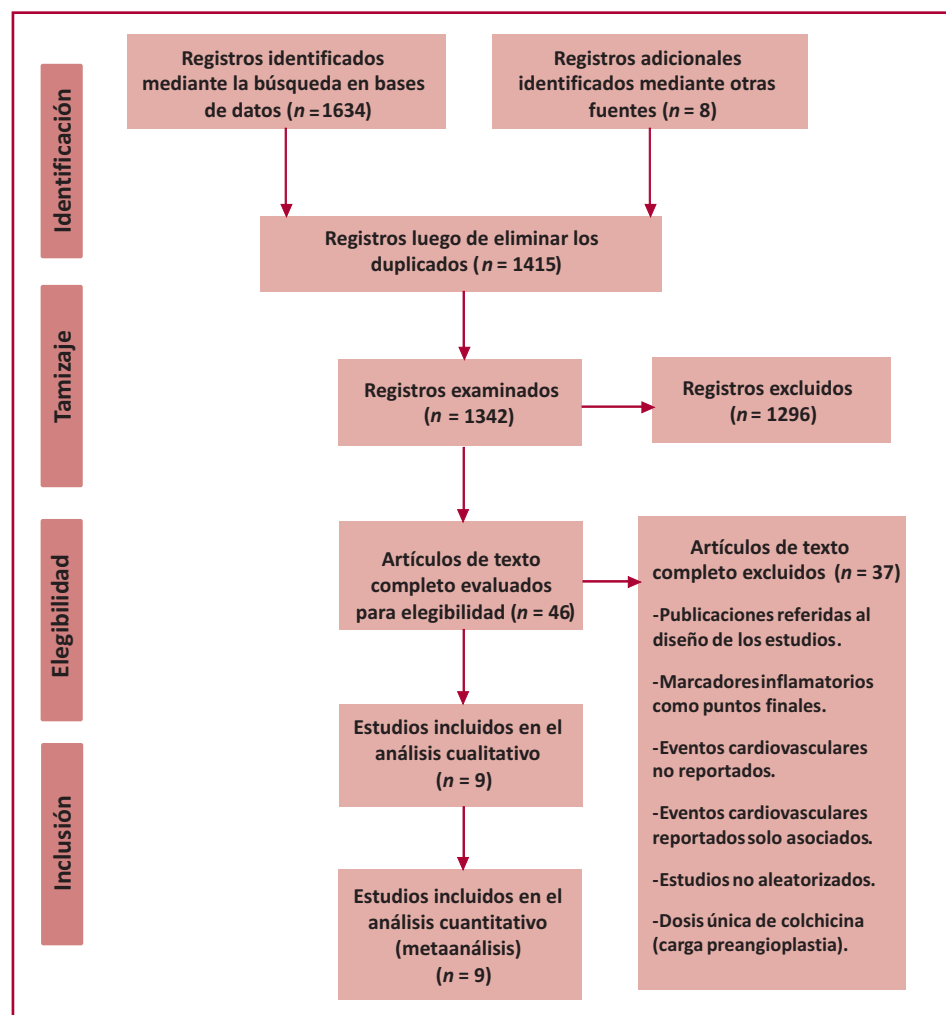 Identificación
Registros identificados
mediante la búsqueda en bases
de datos (n =1634)
Registros adicionales
identificados mediante otras
fuentes (n = 8)
Registros luego de eliminar los
duplicados (n = 1415)
Tamizaje
Registros examinados
(n = 1342)
Registros excluidos
(n = 1296)
Elegibilidad
Artículos de texto
completo evaluados
para elegibilidad (n = 46)
Artículos de texto
completo excluidos (n = 37)
-Publicaciones referidas al
diseño de los estudios.
-Marcadores inflamatorios
como puntos finales.
-Eventos cardiovasculares
no reportados.
-Eventos cardiovasculares
reportados solo asociados.
-Estudios no aleatorizados.
-Dosis única de colchicina
(carga preangioplastia).
Inclusión
Estudios incluidos en el
análisis cualitativo
(n = 9)
Estudios incluidos en el
análisis cuantitativo
(metaanálisis)
(n = 9)